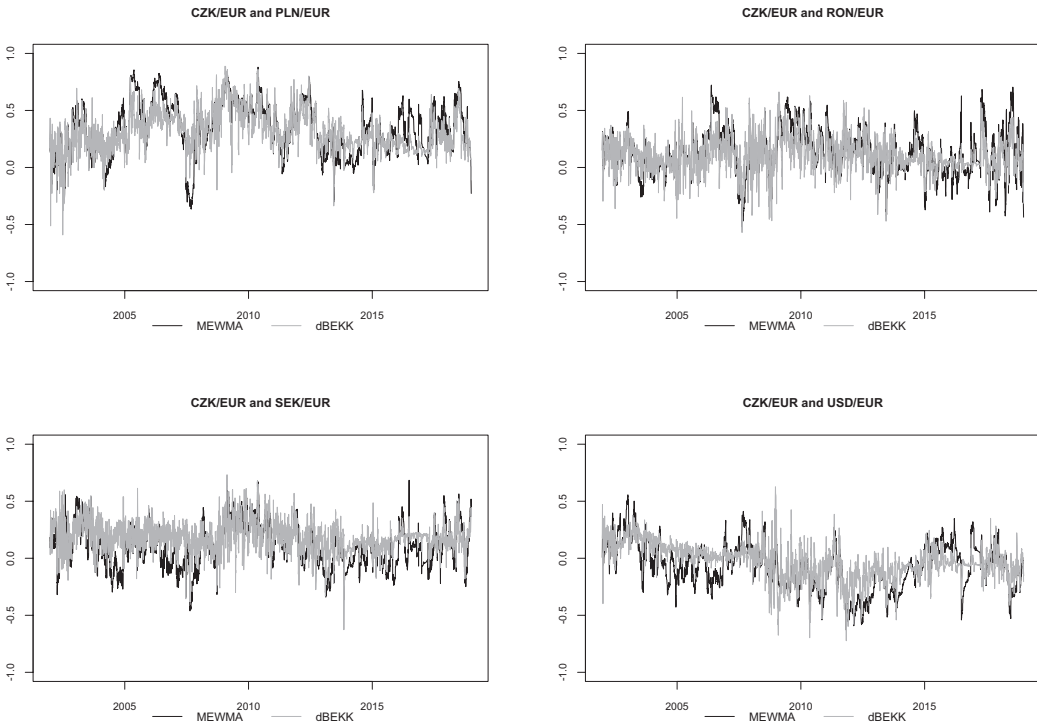 CZK/EUR and PLN/EUR
1.0
0.5
0.0
-0.5
-1.0
2005
2010
2015
MEWMA
dBEKK
CZK/EUR and RON/EUR
1.0
0.5
0.0
-0.5
-1.0
2005
2010
2015
MEWMA
dBEKK
CZK/EUR and SEK/EUR
1.0
0.5
0.0
-0.5
-1.0
2005
2010
2015
MEWMA
dBEKK
CZK/EUR and USD/EUR
1.0
0.5
0.0
-0.5
-1.0
2005
2010
2015
MEWMA
dBEKK